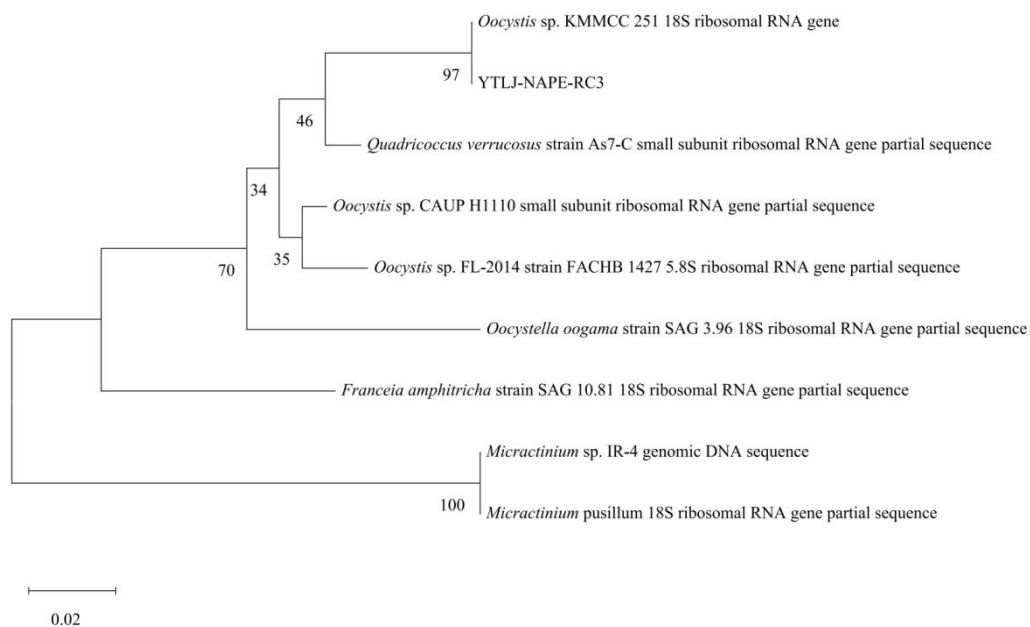 Oocystis sp. KMMCC 251 18S ribosomal RNA gene
97
YTLJ-NAPE-RC3
46
Quadricoccus verrucosus strain As7-C small subunit ribosomal RNA gene partial sequence
34
Oocystis sp. CAUP H1110 small subunit ribosomal RNA gene partial sequence
35
70
Oocystis sp. FL-2014 strain FACHB 1427 5.8S ribosomal RNA gene partial sequence
Oocystella oogama strain SAG 3.96 18S ribosomal RNA gene partial sequence
Franceia amphitricha strain SAG 10.81 18S ribosomal RNA gene partial sequence
Micractinium sp. IR-4 genomic DNA sequence
100
Micractinium pusillum 18S ribosomal RNA gene partial sequence
0.02